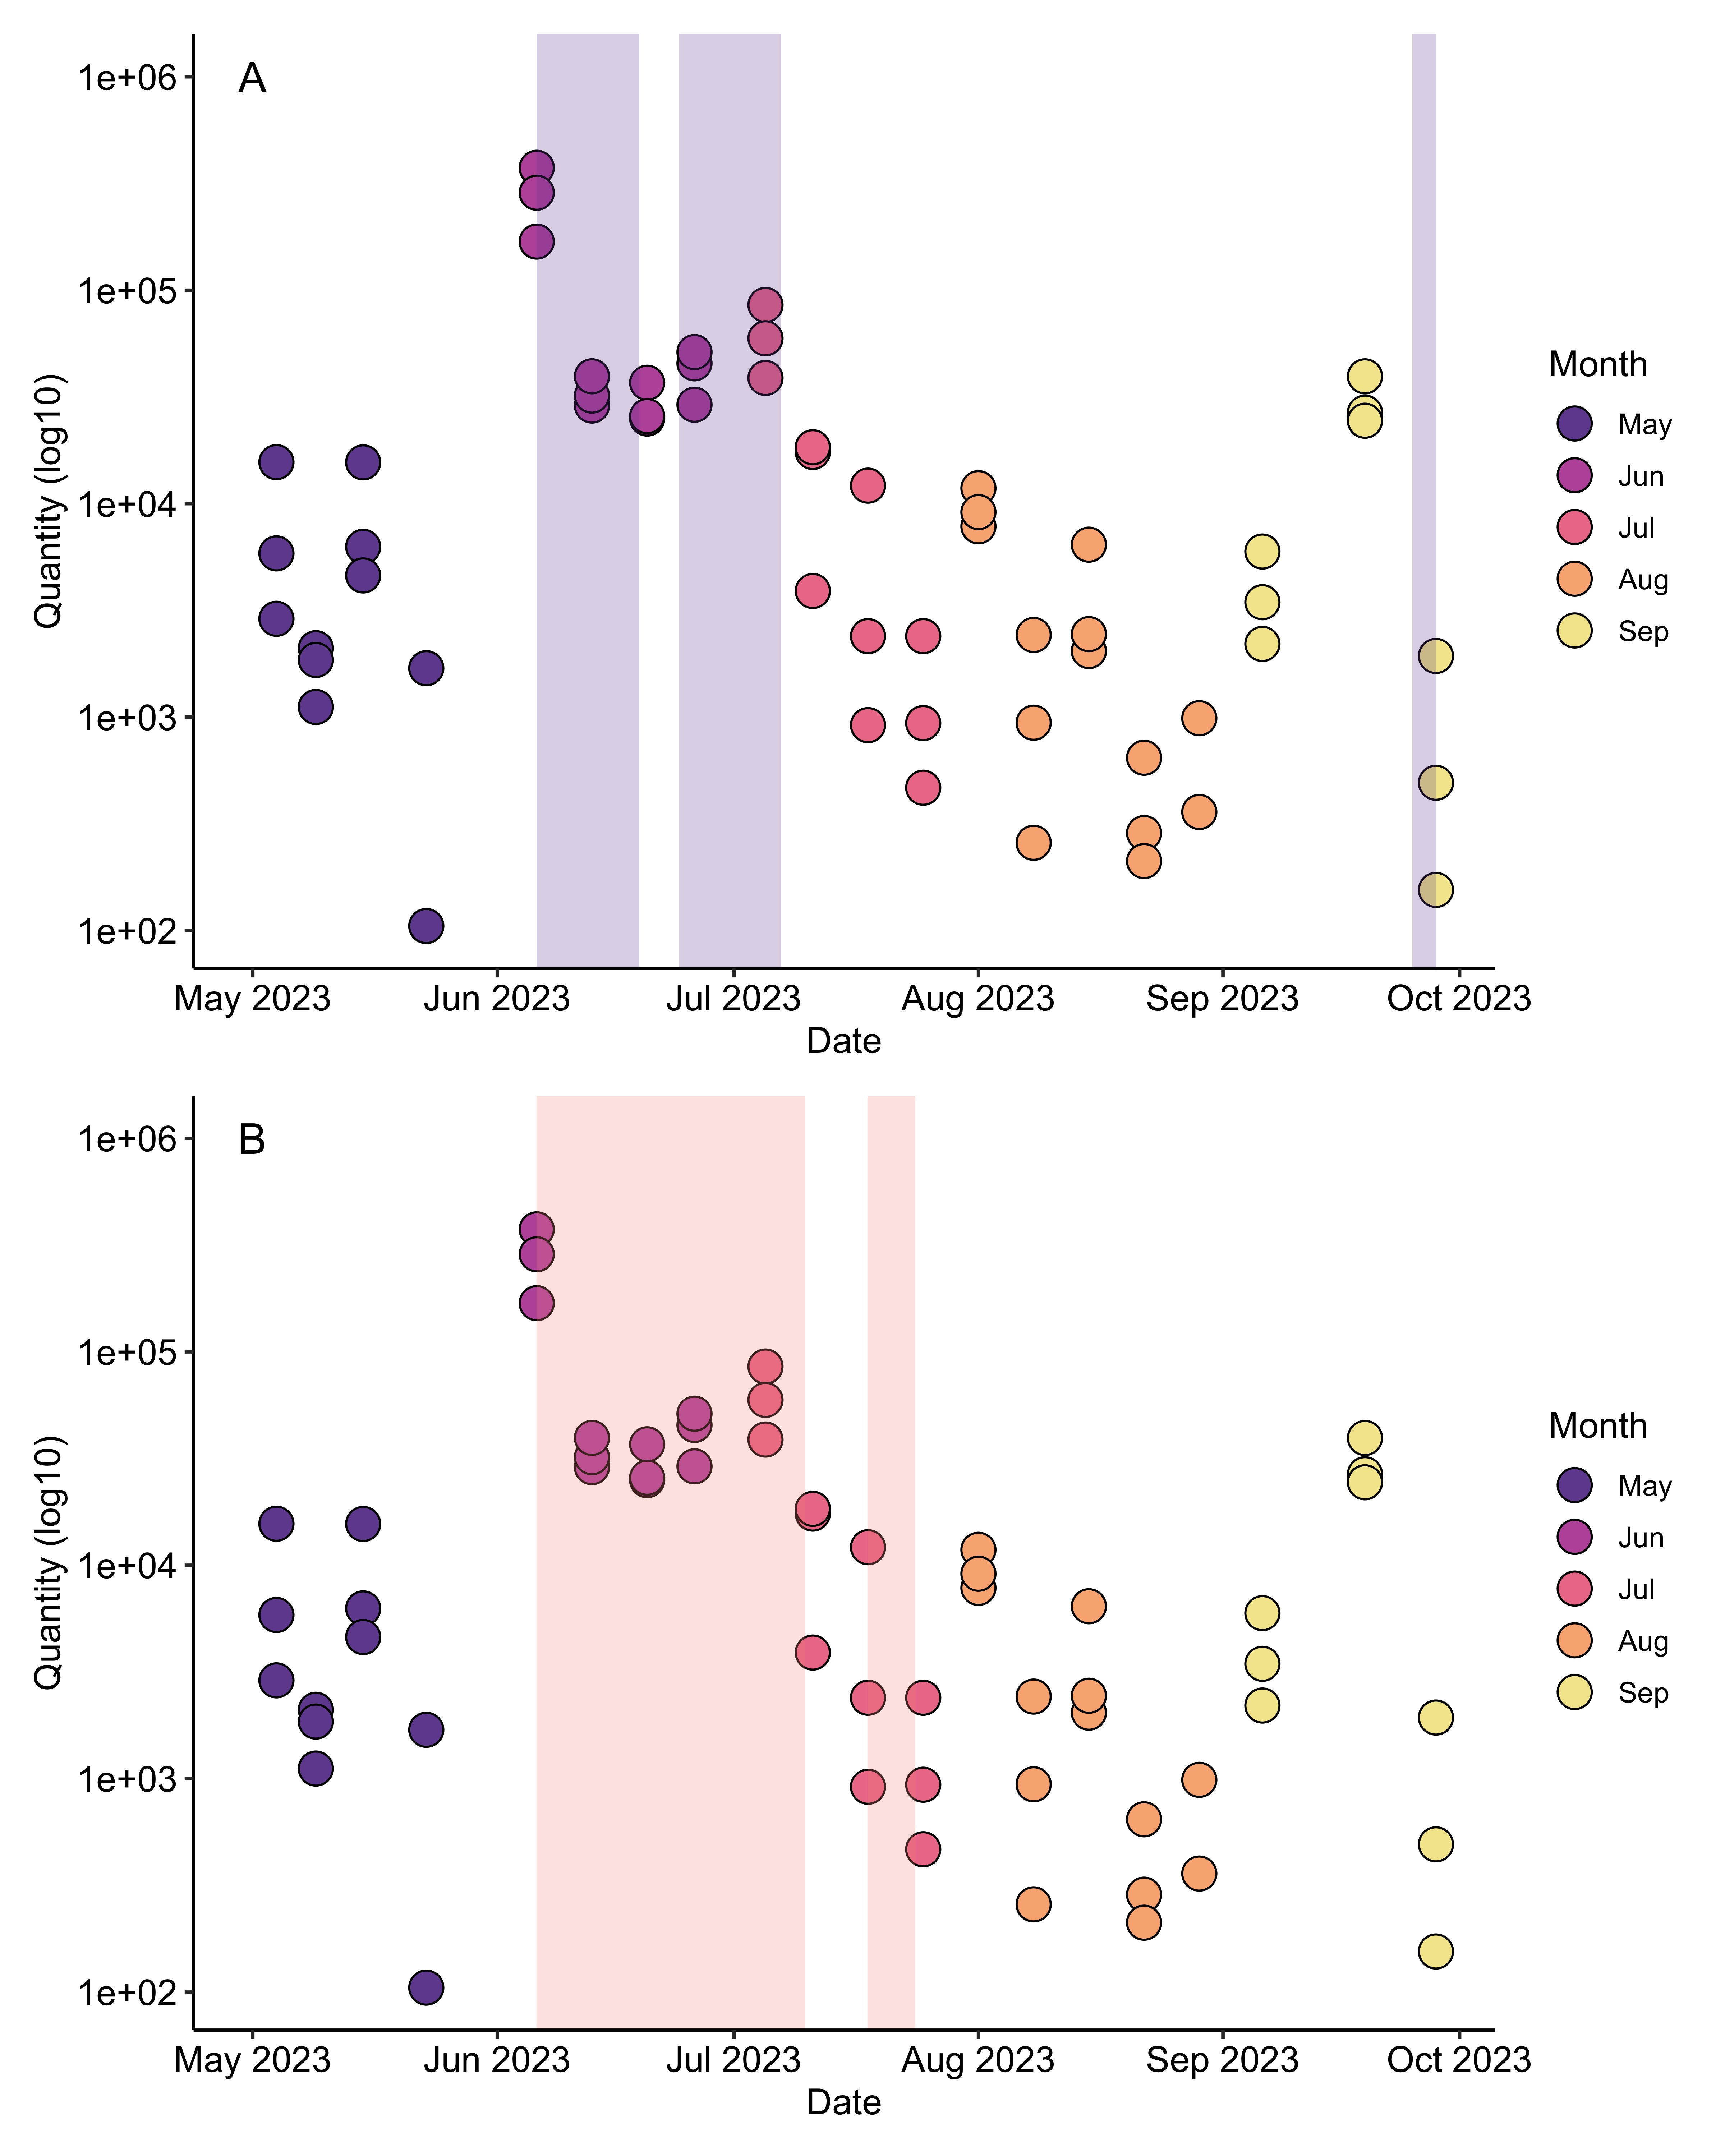 A
1e+06
1e+05
1e+04
1e+03
1e+02
Quantity (log10)
May 2023 Jun 2023 Jul 2023 Aug 2023 Sep 2023 Oct 2023
Date
Month
May
Jun
Jul
Aug
Sep
B
1e+06
1e+05
1e+04
1e+03
1e+02
Quantity (log10)
May 2023 Jun 2023 Jul 2023 Aug 2023 Sep 2023 Oct 2023
Date
Month
May
Jun
Jul
Aug
Sep